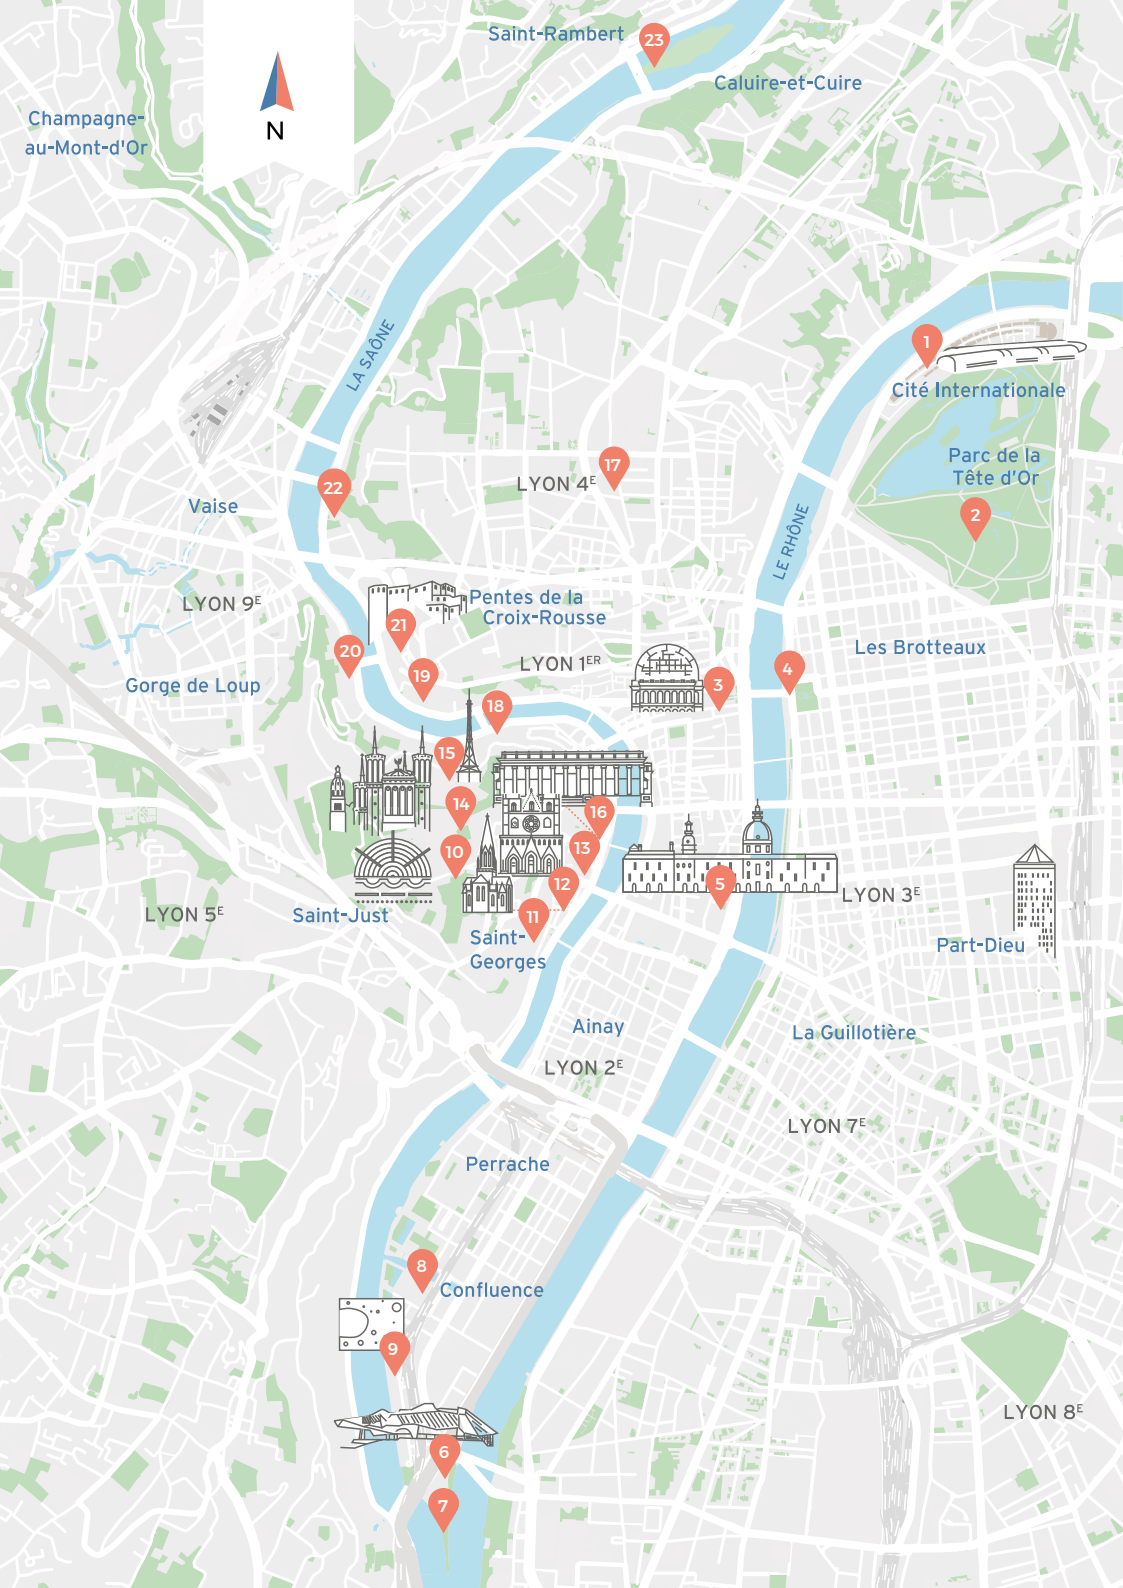 Saint-Rambert
23
Caluire-et-Cuire
Champagne-
au-Mont-d'Or
N
LA SAÔNE
1
Cité Internationale
Parc de la
Tête d'Or
2
17
LYON 4E
22
Vaise
LE RHÔNE
LYON 9E
Pentes de la
Croix-Rousse
21
20
19
LYON 1ER
Les Brotteaux
4
3
Gorge de Loup
18
15
14
16
13
10
12
5
11
LYON 3E
LYON 5E
Saint-Just
Saint-
Georges
Part-Dieu
Ainay
La Guillotière
LYON 2E
LYON 7E
Perrache
8
Confluence
9
LYON 8E
6
7